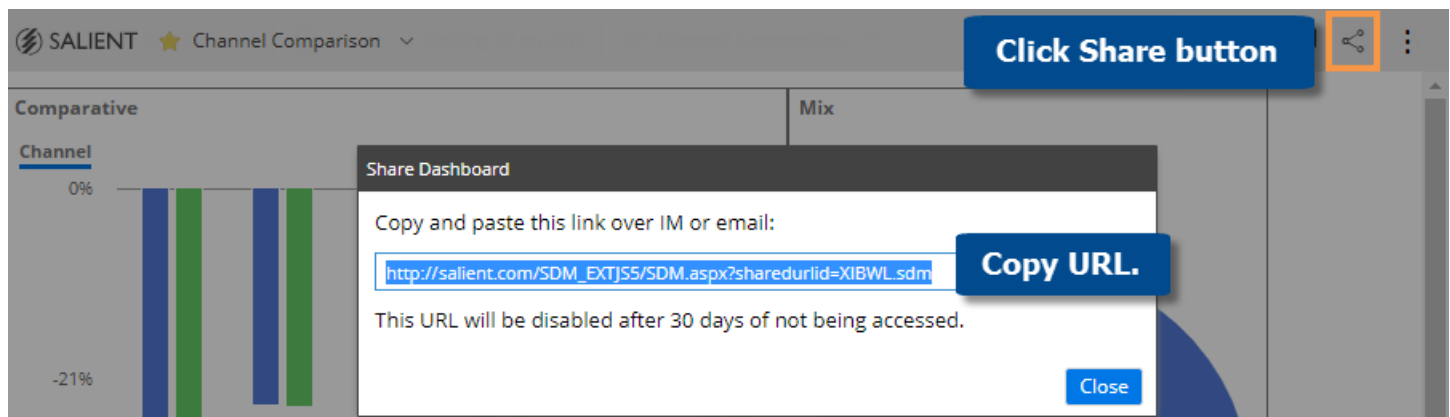 SALIENT Channel Comparison
Click Share button
Comparative
Mix
Channel
0%
Share Dashboard
Copy and paste this link over IM or email:
http://salient.com/SDM_EXTJS5/SDM.aspx?sharedurlid=XIBWL.sdm
Copy URL.
This URL will be disabled after 30 days of not being accessed.
-21%
Close